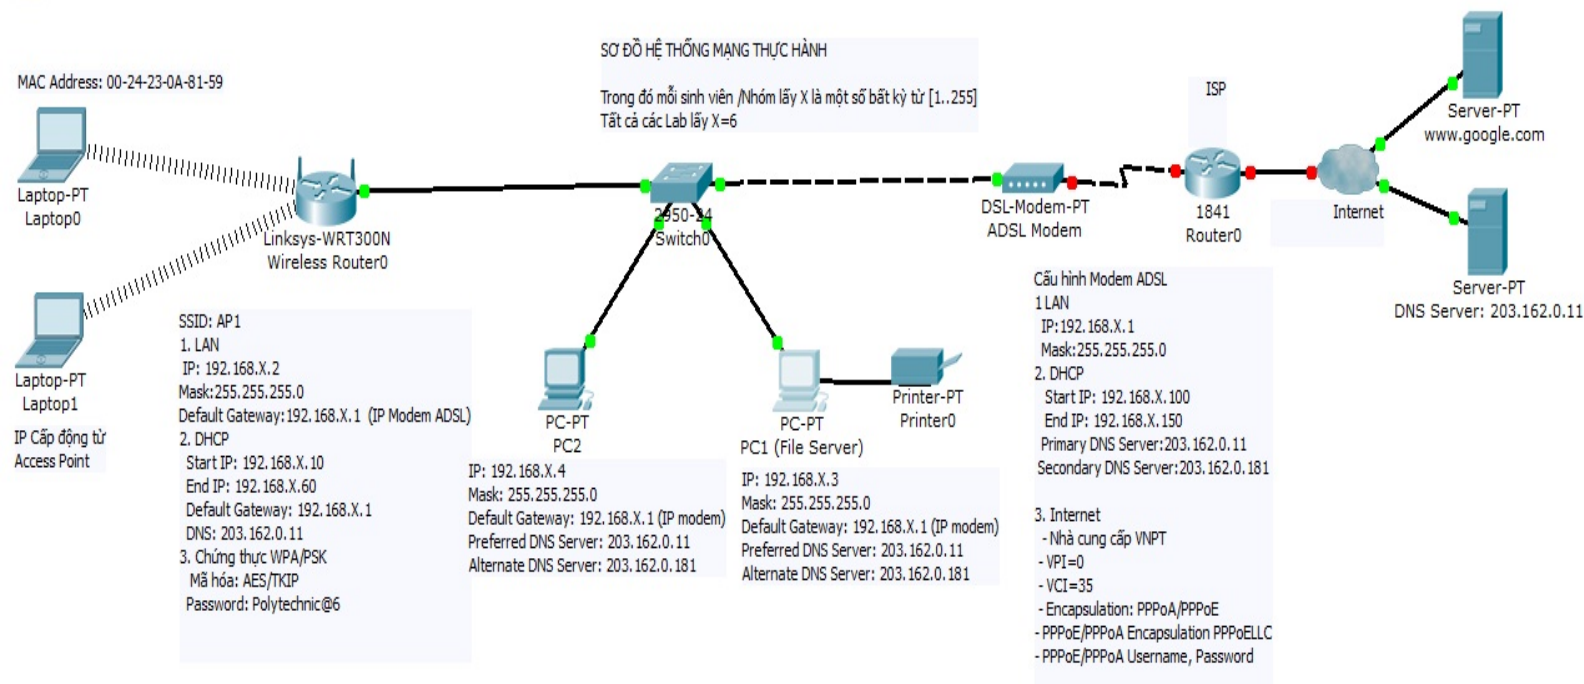 SƠ ĐỒ HỆ THỐNG MẠNG THỰC HÀNH
Trong đó mỗi sinh viên /Nhóm lấy X là một số bất kỳ từ [1..255]
Tất cả các Lab lấy X=6
MAC Address: 00-24-23-0A-81-59
Laptop-PT
Laptop0
Laptop-PT
Laptop1
IP Cấp động từ
Access Point
Linksys-WRT300N
Wireless Router0
SSID: AP1
1. LAN
IP: 192.168.X.2
Mask:255.255.255.0
Default Gateway:192.168.X.1 (IP Modem ADSL)
2. DHCP
Start IP: 192.168.X.10
End IP: 192.168.X.60
Default Gateway: 192.168.X.1
DNS: 203.162.0.11
3. Chứng thực WPA/PSK
Mã hóa: AES/TKIP
Password: Polytechnic@6
2950-24
Switch0
PC-PT
PC2
IP: 192.168.X.4
Mask: 255.255.255.0
Default Gateway: 192.168.X.1 (IP modem)
Preferred DNS Server: 203.162.0.11
Alternate DNS Server: 203.162.0.181
PC-PT
PC1 (File Server)
IP: 192.168.X.3
Mask: 255.255.255.0
Default Gateway: 192.168.X.1 (IP modem)
Preferred DNS Server: 203.162.0.11
Alternate DNS Server: 203.162.0.181
Printer-PT
Printer0
DSL-Modem-PT
ADSL Modem
Cấu hình Modem ADSL
1 LAN
IP:192.168.X.1
Mask:255.255.255.0
2. DHCP
Start IP: 192.168.X.100
End IP: 192.168.X.150
Primary DNS Server:203.162.0.11
Secondary DNS Server:203.162.0.181
3. Internet
- Nhà cung cấp VNPT
- VPI=0
- VCI=35
- Encapsulation: PPPoA/PPPoE
- PPPoE/PPPoA Encapsulation PPPoELLC
- PPPoE/PPPoA Username, Password
ISP
1841
Router0
Internet
Server-PT
www.google.com
Server-PT
DNS Server: 203.162.0.11